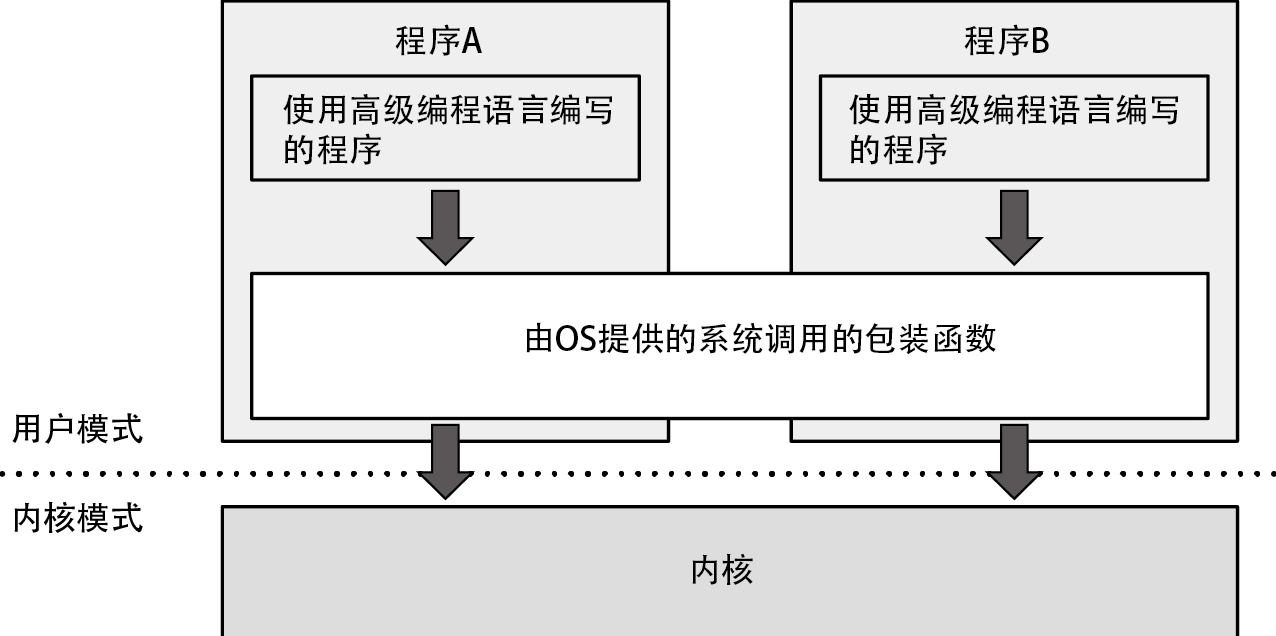 程序A
程序B
使用高级编程语言编写
的程序
使用高级编程语言编写
的程序
由OS提供的系统调用的包装函数
用户模式
内核模式
内核